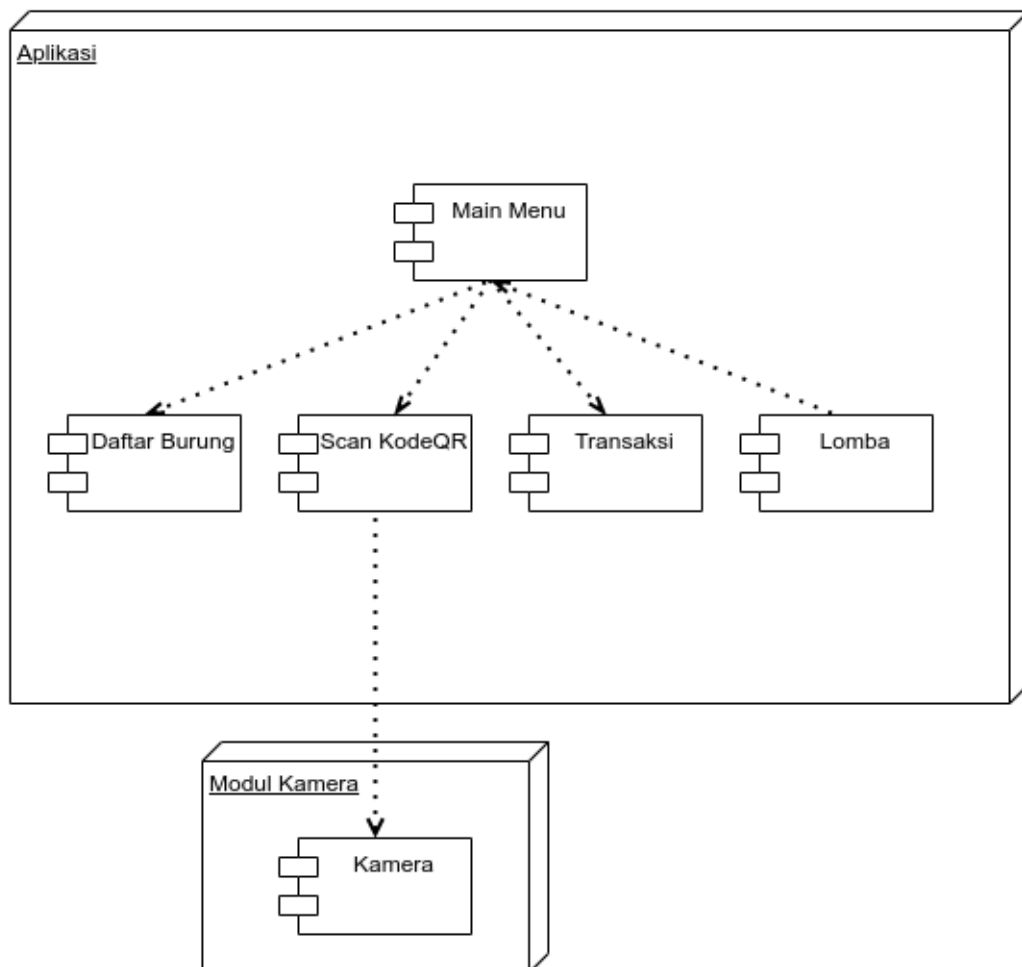 Aplikasi
Main Menu
Daftar Burung
Scan KodeQR
Transaksi
Lomba
Modul Kamera
Kamera